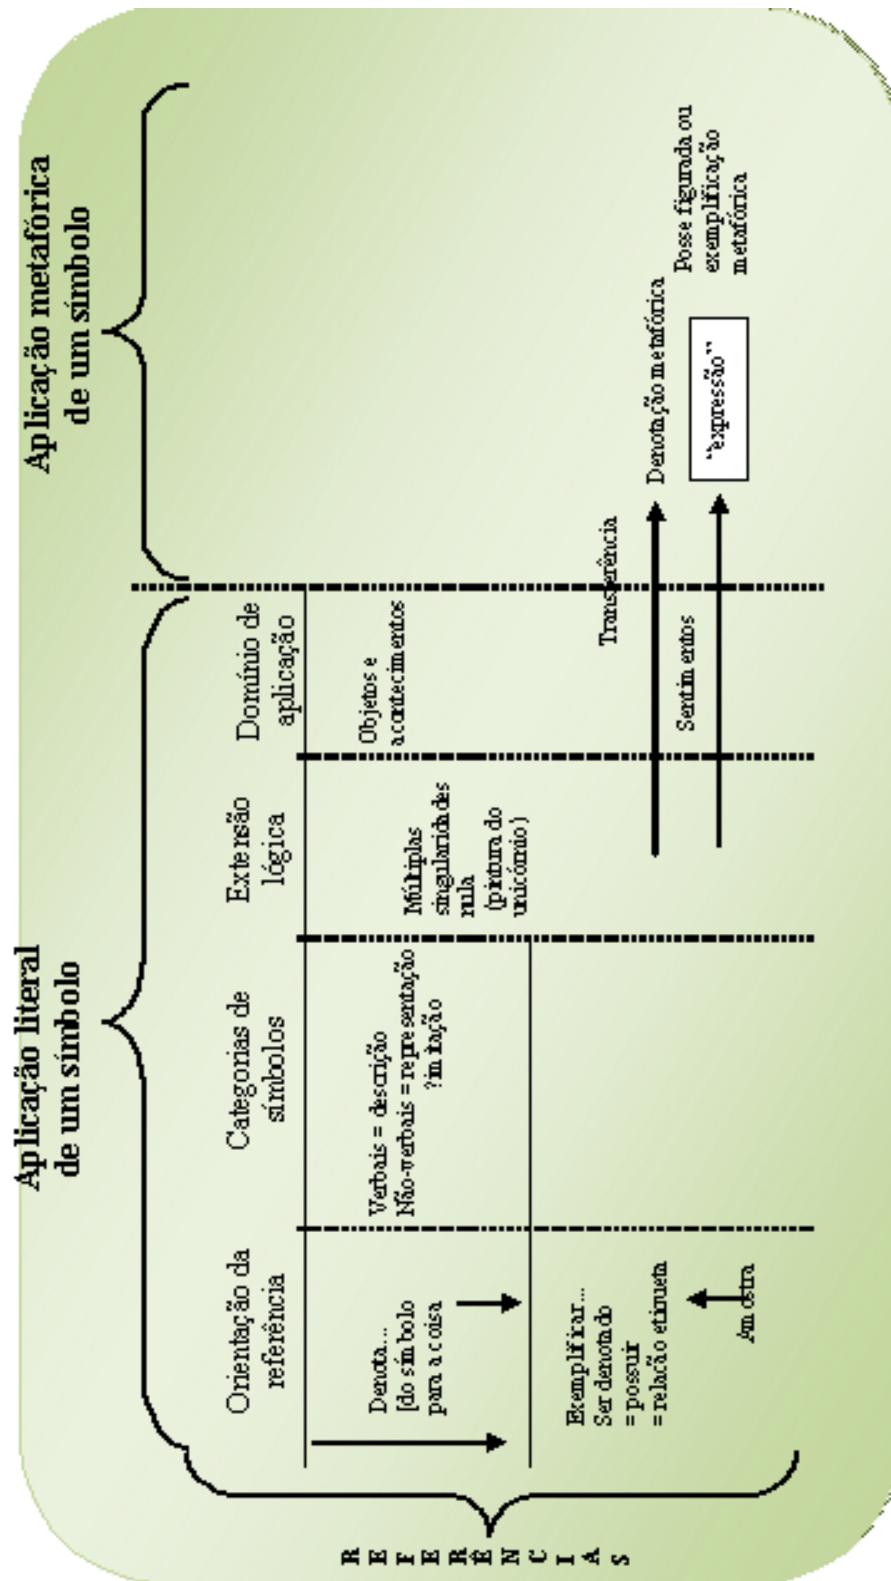 Aplicação literal
de um símbolo
Aplicação metafórica
de um símbolo
Orientação da
referência
Categorias de
símbolos
Extensão
lógica
Domínio de
aplicação
REFERÊNCIAS
Denota...
[do símbolo
para a coisa
Verbais = descrição
Não-verbais = representação
?imitação
Múltiplas
singularidades
nula
(pintura do
unicórnio)
Objetos e
acontecimentos
Exemplificar...
Ser denotado
= possuir
= relação etiqueta
Amostra
Transferência
Sentimentos
Denotação metafórica
“expressão”
Posse figurada ou
exemplificação
metafórica